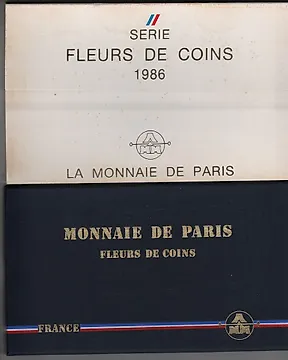 SERIE
FLEURS DE COINS
1986
LA MONNAIE DE PARIS
MONNAIE DE PARIS
FLEURS DE COINS
FRANCE